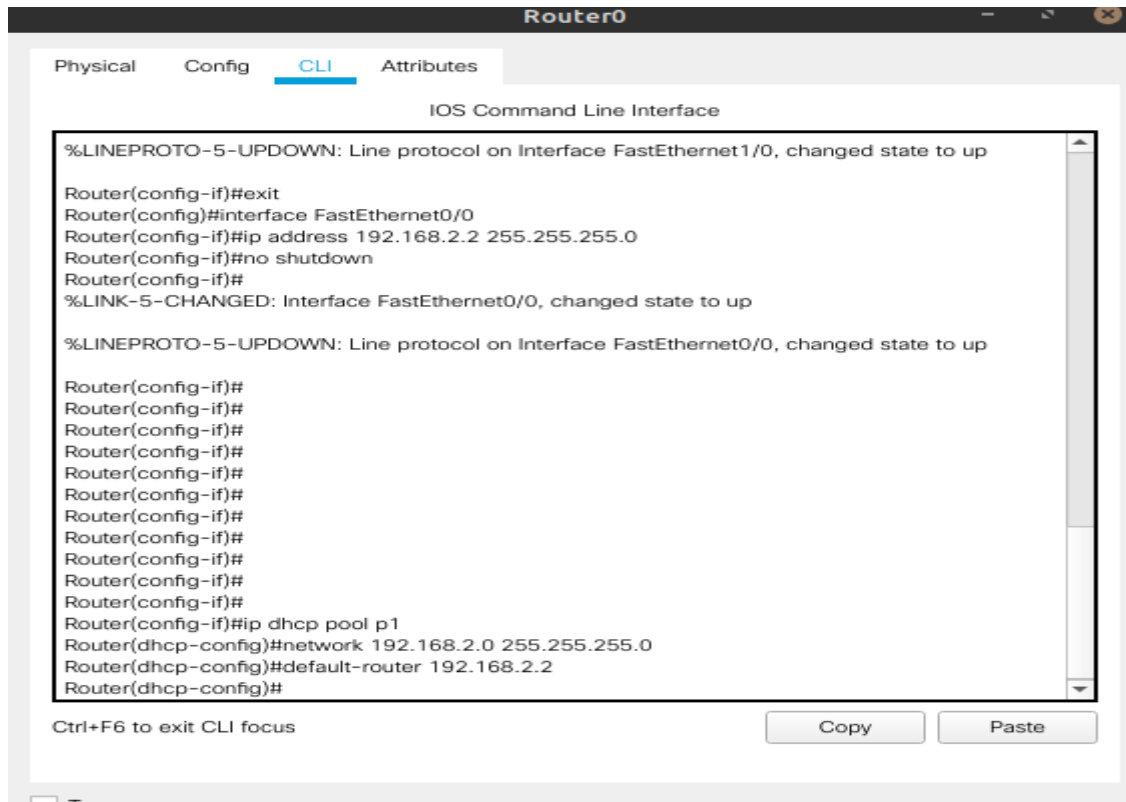 Router0
Physical Config CLI Attributes
IOS Command Line Interface
%LINEPROTO-5-UPDOWN: Line protocol on Interface FastEthernet1/0, changed state to up
Router(config-if)#exit
Router(config)#interface FastEthernet0/0
Router(config-if)#ip address 192.168.2.2 255.255.255.0
Router(config-if)#no shutdown
Router(config-if)#
%LINK-5-CHANGED: Interface FastEthernet0/0, changed state to up
%LINEPROTO-5-UPDOWN: Line protocol on Interface FastEthernet0/0, changed state to up
Router(config-if)#
Router(config-if)#
Router(config-if)#
Router(config-if)#
Router(config-if)#
Router(config-if)#
Router(config-if)#
Router(config-if)#
Router(config-if)#
Router(config-if)#
Router(config-if)#
Router(config-if)#ip dhcp pool p1
Router(dhcp-config)#network 192.168.2.0 255.255.255.0
Router(dhcp-config)#default-router 192.168.2.2
Router(dhcp-config)#
Ctrl+F6 to exit CLI focus
Copy Paste